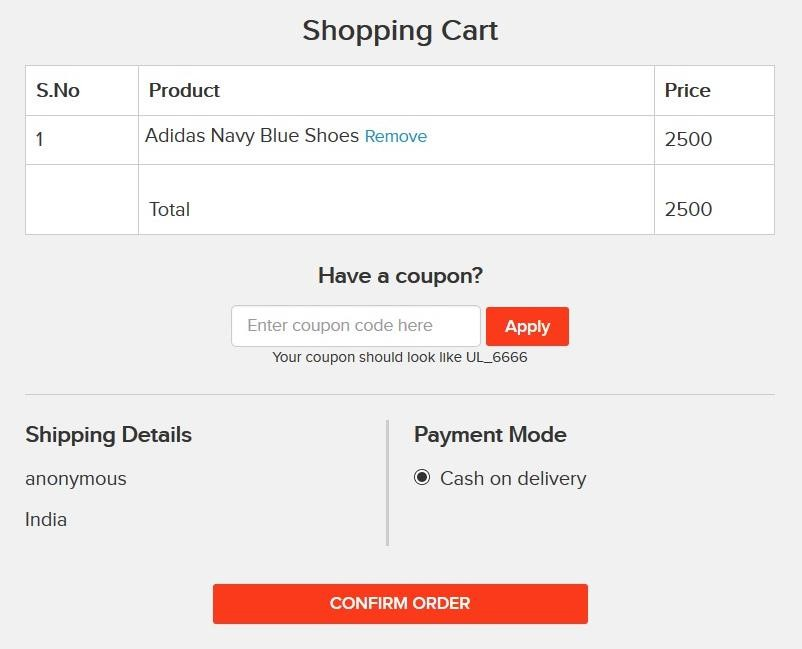 Shopping Cart
S.No Product Price
1 Adidas Navy Blue Shoes Remove 2500
Total 2500
Have a coupon?
Enter coupon code here Apply
Your coupon should look like UL_6666
Shipping Details Payment Mode
anonymous Cash on delivery
India
CONFIRM ORDER